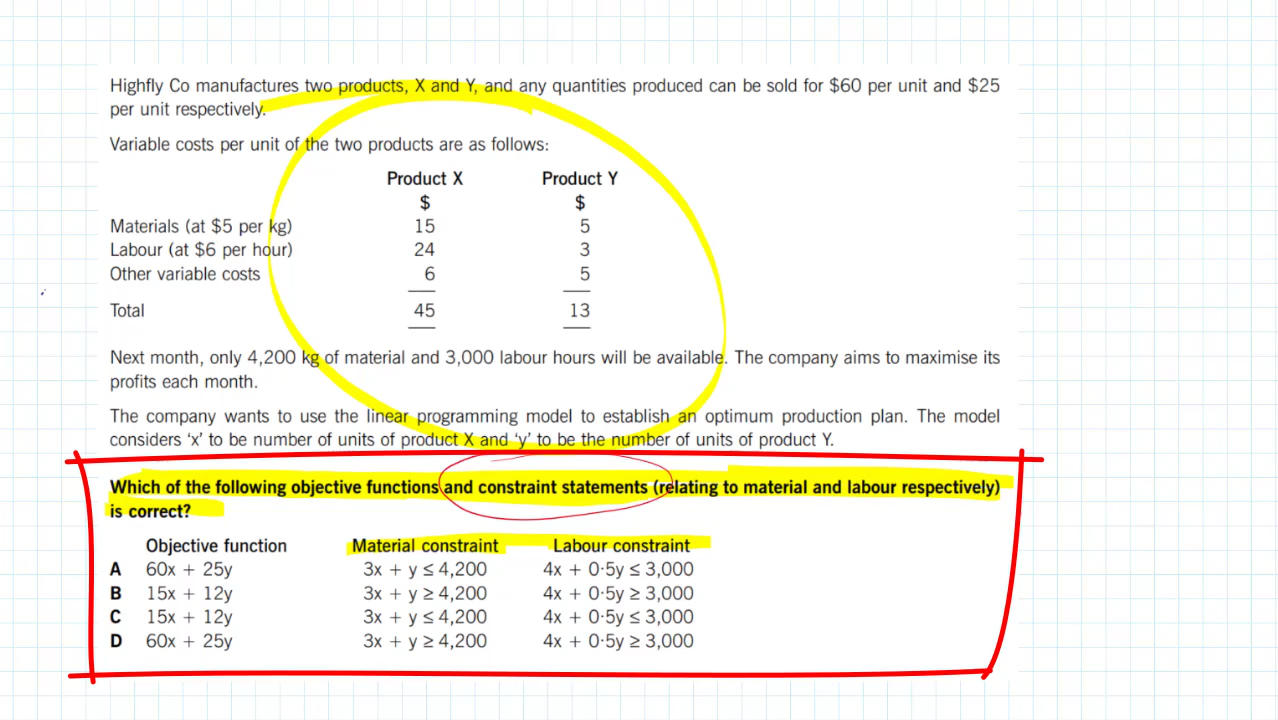 Highfly Co manufactures two products, X and Y, and any quantities produced can be sold for $60 per unit and $25
per unit respectively.
Variable costs per unit of the two products are as follows:
Product X Product Y
$ $
Materials (at $5 per kg) 15 5
Labour (at $6 per hour) 24 3
Other variable costs 6 5
Total 45 13
Next month, only 4,200 kg of material and 3,000 labour hours will be available. The company aims to maximise its
profits each month.
The company wants to use the linear programming model to establish an optimum production plan. The model
considers ‘x’ to be number of units of product X and ‘y’ to be the number of units of product Y.
Which of the following objective functions and constraint statements (relating to material and labour respectively)
is correct?
Objective function Material constraint Labour constraint
A 60x + 25y 3x + y ≤ 4,200 4x + 0·5y ≤ 3,000
B 15x + 12y 3x + y ≥ 4,200 4x + 0·5y ≥ 3,000
C 15x + 12y 3x + y ≤ 4,200 4x + 0·5y ≤ 3,000
D 60x + 25y 3x + y ≥ 4,200 4x + 0·5y ≥ 3,000